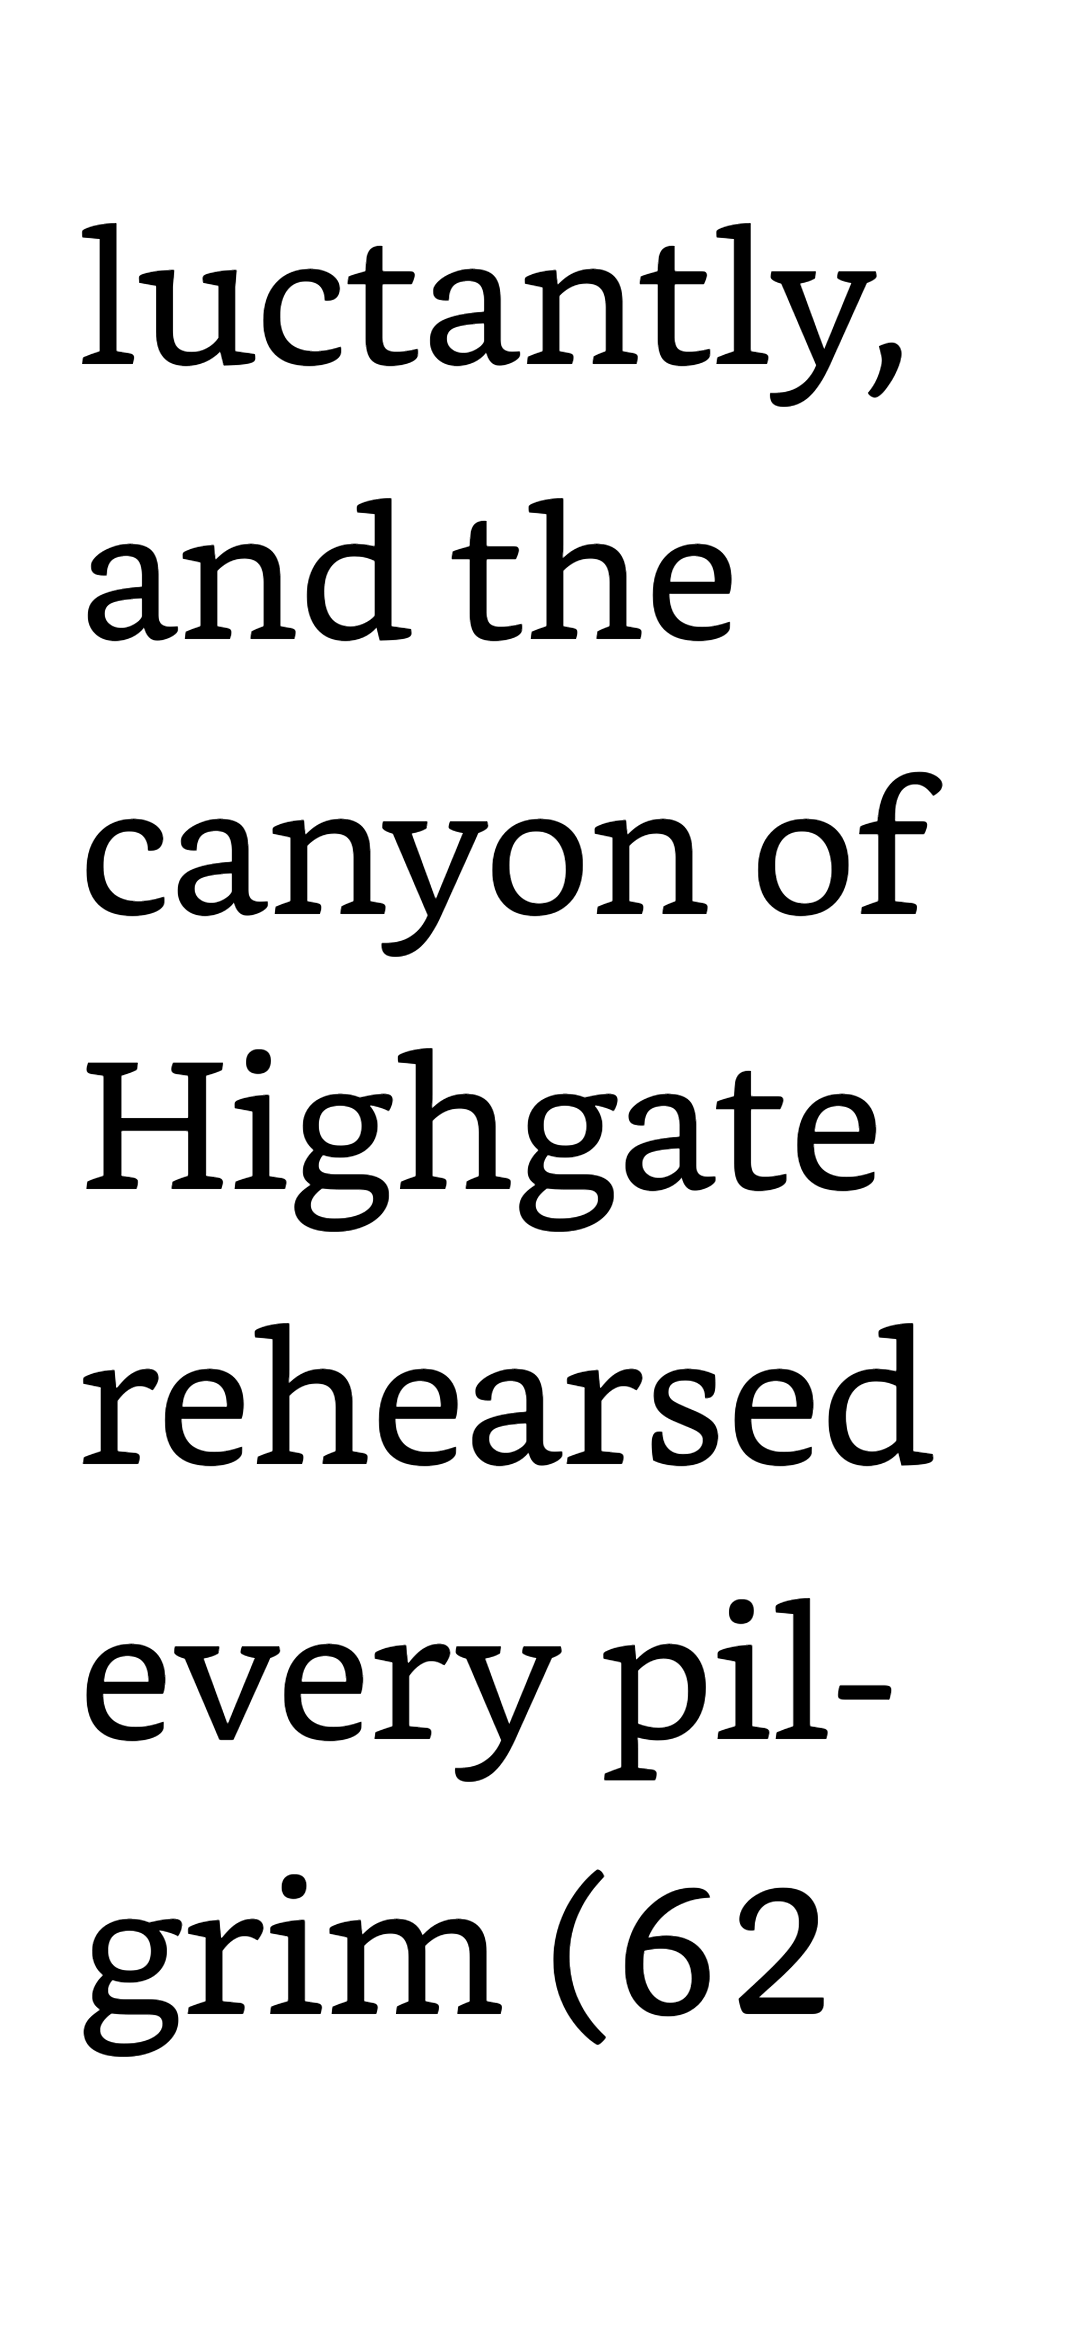 luctantly,
and the
canyon of
Highgate
rehearsed
every pil-
grim (62